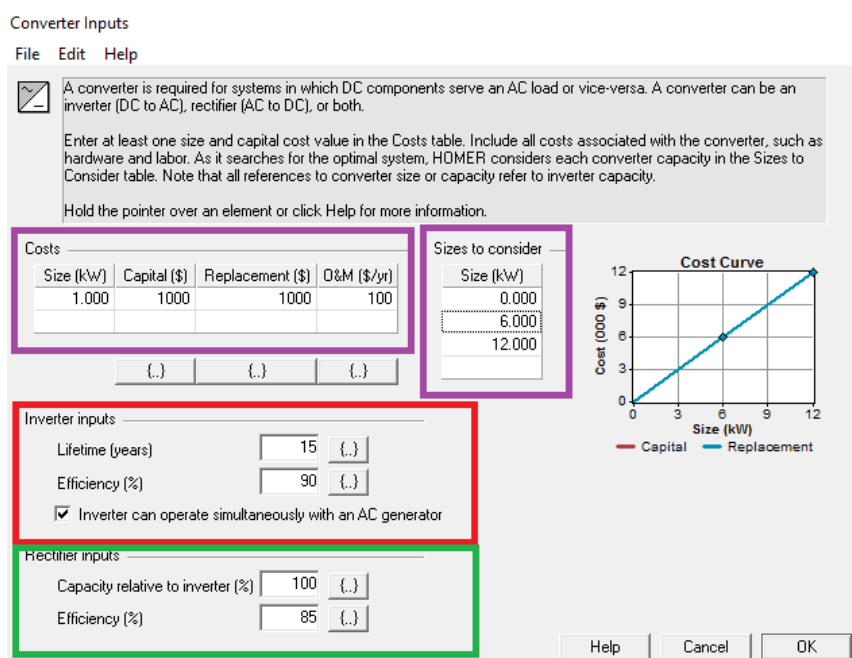 Converter Inputs
File Edit Help
A converter is required for systems in which DC components serve an AC load or vice-versa. A converter can be an
inverter (DC to AC), rectifier (AC to DC), or both.
Enter at least one size and capital cost value in the Costs table. Include all costs associated with the converter, such as
hardware and labor. As it searches for the optimal system, HOMER considers each converter capacity in the Sizes to
Consider table. Note that all references to converter size or capacity refer to inverter capacity.
Hold the pointer over an element or click Help for more information.
Costs
Size (kW) Capital ($) Replacement ($) O&M ($/yr)
1.000 1000 1000 100
{..} {..} {..}
Sizes to consider
Size (kW)
0.000
6.000
12.000
Cost Curve
Cost (000 $)
12
9
6
3
0
0 3 6 9 12
Size (kW)
Capital Replacement
Inverter inputs
Lifetime (years) 15 {..}
Efficiency (%) 90 {..}
Inverter can operate simultaneously with an AC generator
Rectifier inputs
Capacity relative to inverter (%) 100 {..}
Efficiency (%) 85 {..}
Help Cancel OK